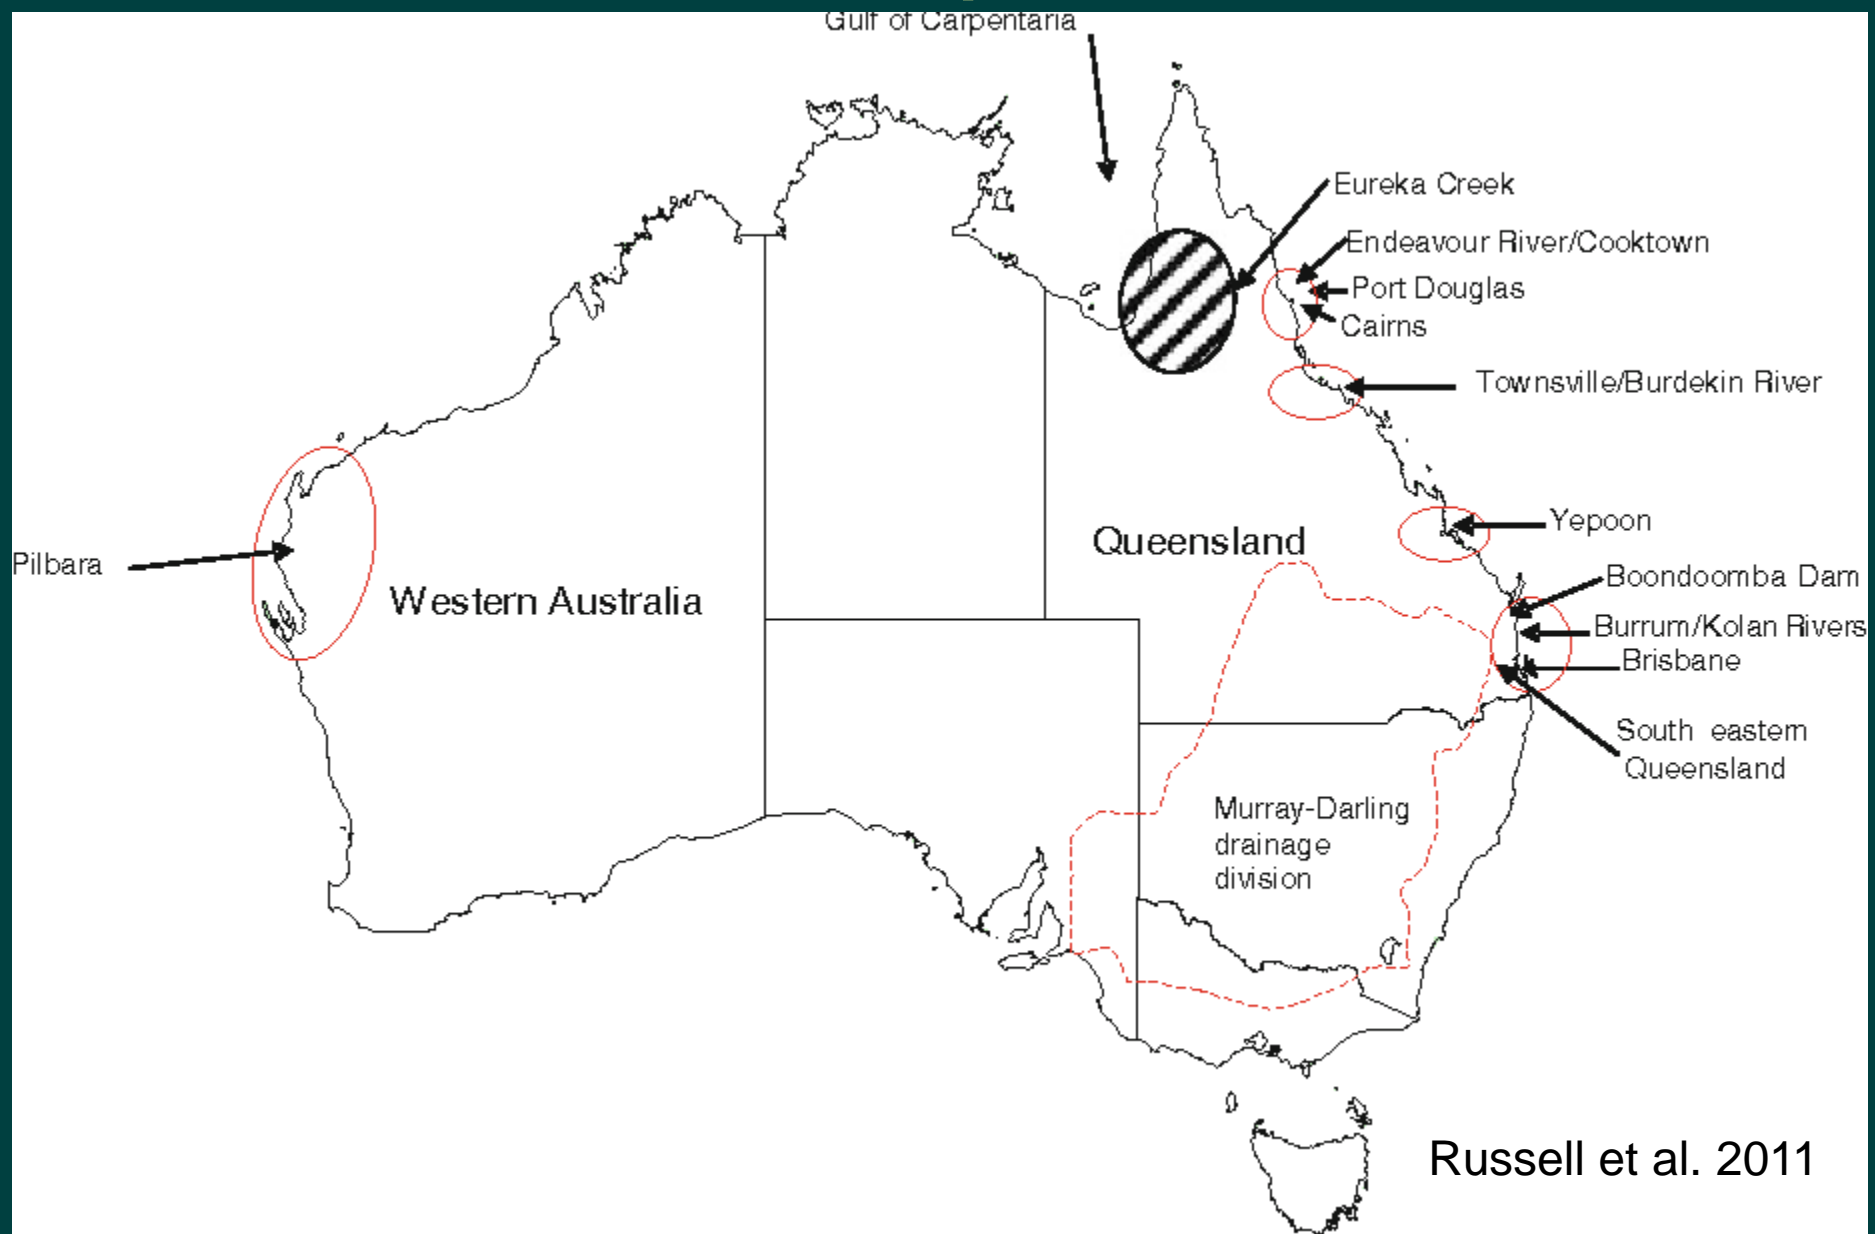 Gulf of Carpentaria
Eureka Creek
Endeavour River/Cooktown
Port Douglas
Cairns
Townsville/Burdekin River
Yepoon
Queensland
Pilbara
Western Australia
Boondoomba Dam
Burrum/Kolan Rivers
Brisbane
South eastern
Queensland
Murray-Darling
drainage
division
Russell et al. 2011